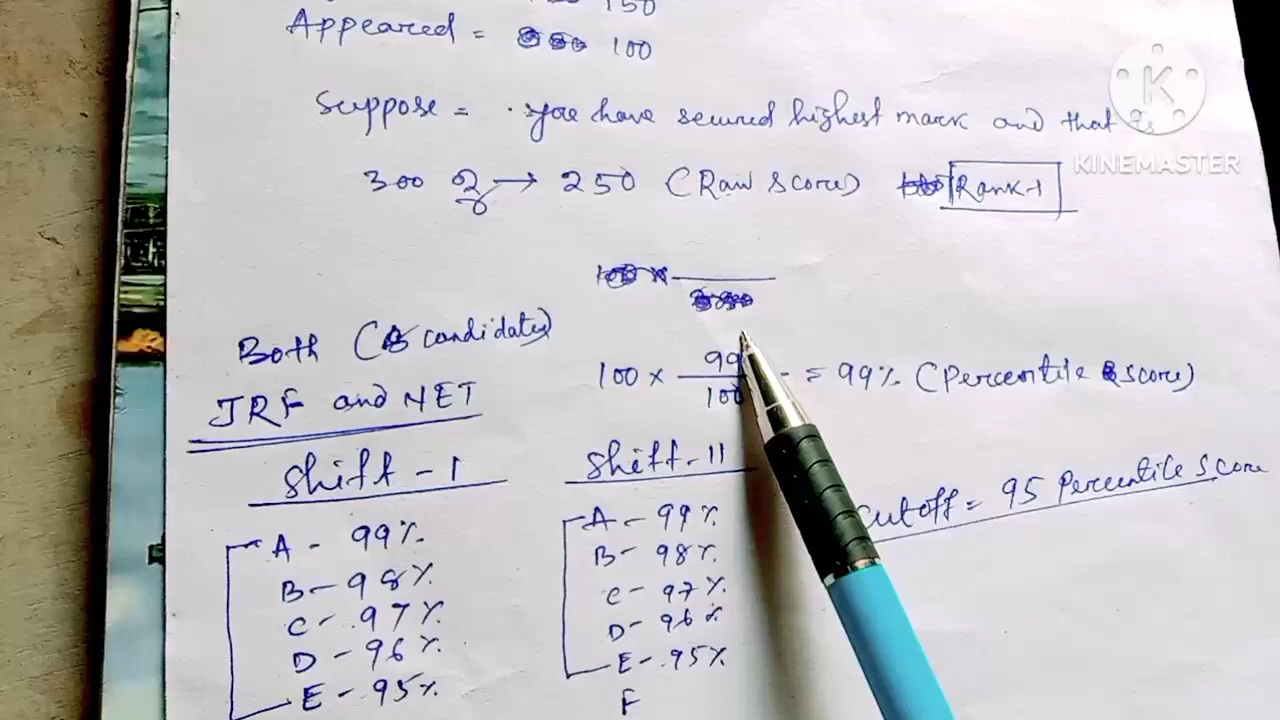 150
Appeared = 100
Suppose = you have secured highest mark and that is
300 → 250 (Raw Score) Rank-1
K
KINEMASTER
100 ×
Both ( candidates)
JRF and NET
100 × 99/100 = 99% (Percentile Score)
Shift - I
A - 99%
B - 98%
C - 97%
D - 96%
E - 95%
Shift - II
A - 99%
B - 98%
C - 97%
D - 96%
E - 95%
F
Cutoff = 95 Percentile Score